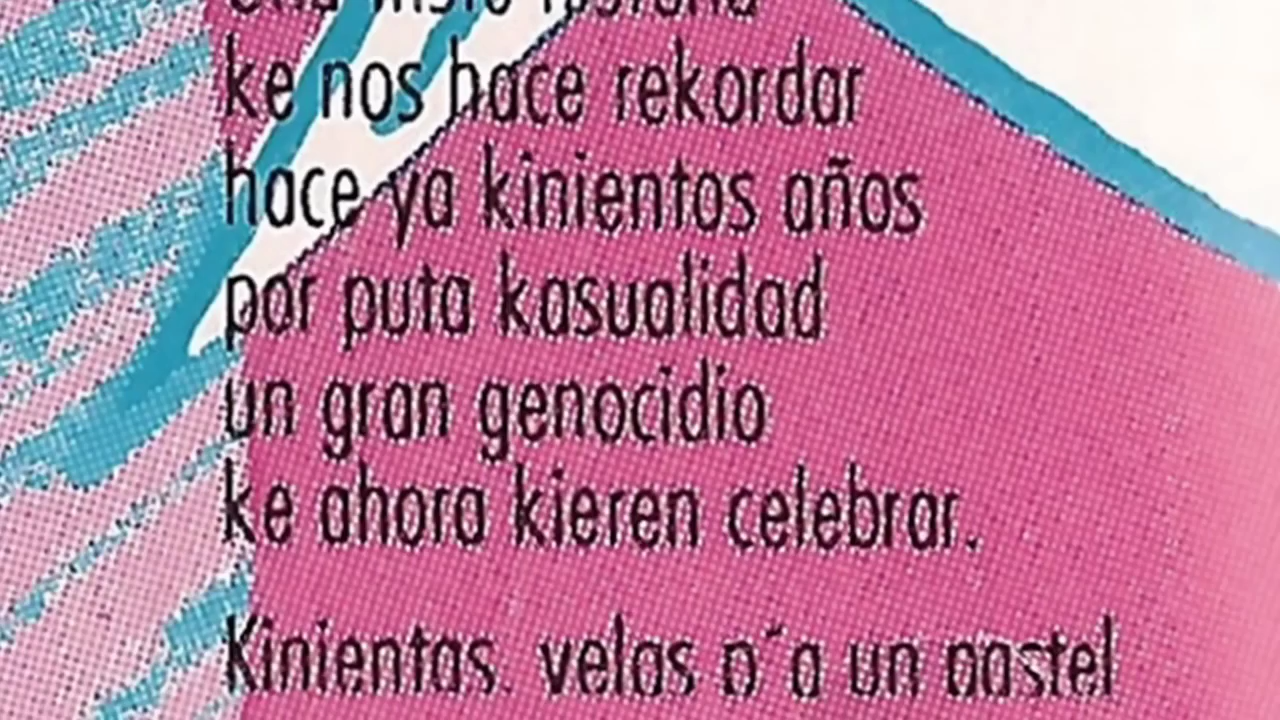 ke nos hace rekordar
hace ya kinientos años
por puta kasualidad
un gran genocidio
ke ahora kieren celebrar.
Kinientas. velas p´a un pastel